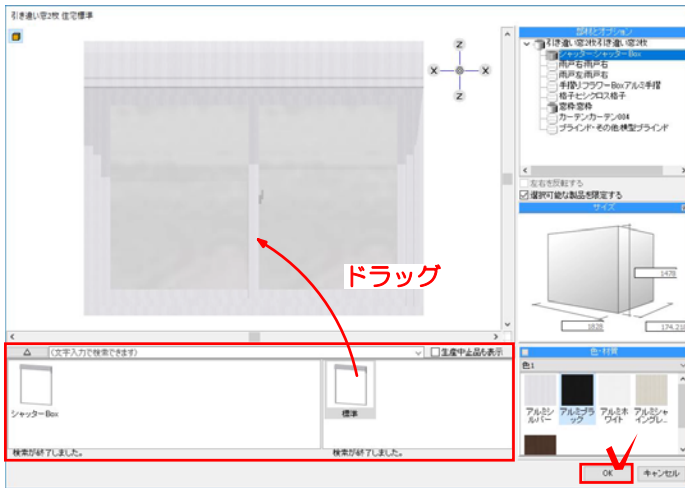 引き違い窓2枚 住宅標準
Z
X
X
Z
部材とオプション
引き違い窓2枚引き違い窓2枚
シャッターシャッターBox
雨戸右雨戸右
雨戸左雨戸右
手摺りフラワーBoxアルミ手摺
格子ヒシクロス格子
窓枠窓枠
カーテンカーテン004
ブラインド・その他横型ブラインド
左右を反転する
選択可能な製品を限定する
サイズ
1478
1828
174.218
ドラッグ
(文字入力で検索できます)
生産中止品も表示
シャッターBox
標準
検索が終了しました。
検索が終了しました。
色・材質
色1
アルミシルバー
アルミブラック
アルミホワイト
アルミシャイングレ...
OK
キャンセル